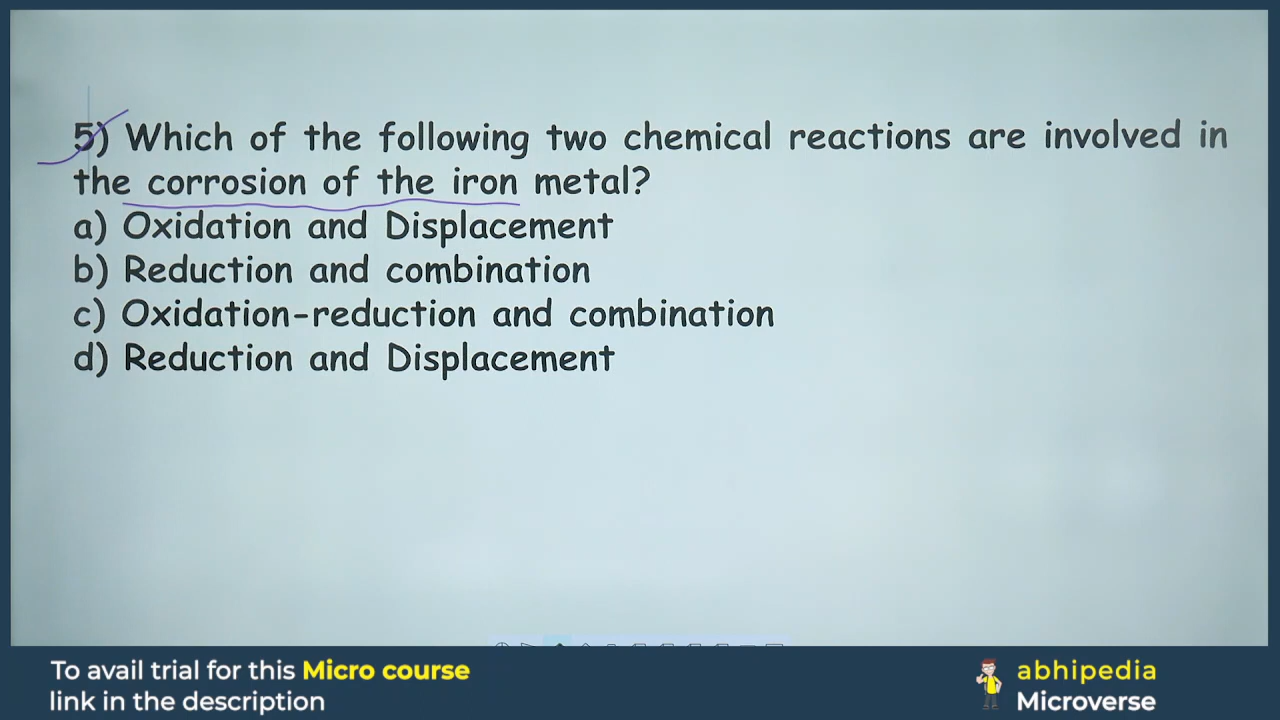 5) Which of the following two chemical reactions are involved in
the corrosion of the iron metal?
a) Oxidation and Displacement
b) Reduction and combination
c) Oxidation-reduction and combination
d) Reduction and Displacement
To avail trial for this Micro course
link in the description
abhipedia
Microverse